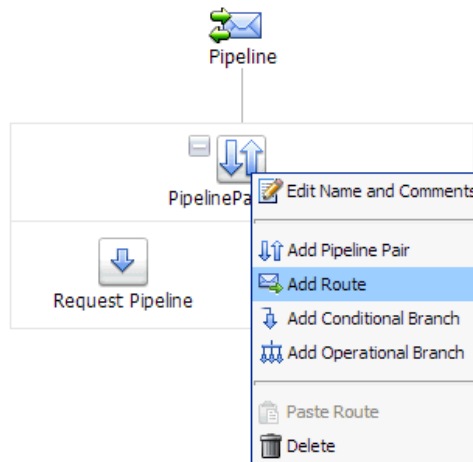 Pipeline
PipelinePa
Edit Name and Comments
Add Pipeline Pair
Add Route
Request Pipeline
Add Conditional Branch
Add Operational Branch
Paste Route
Delete